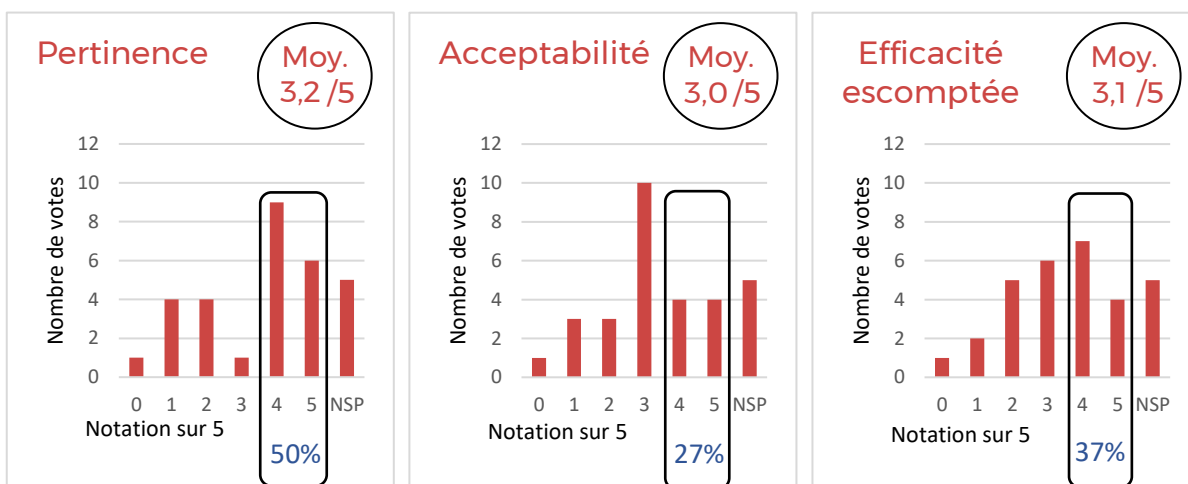 Pertinence
Moy.
3,2 /5
Nombre de votes
12
10
8
6
4
2
0
0 1 2 3 4 5 NSP
Notation sur 5
50%
Acceptabilité
Moy.
3,0 /5
Nombre de votes
12
10
8
6
4
2
0
0 1 2 3 4 5 NSP
Notation sur 5
27%
Efficacité
escomptée
Moy.
3,1 /5
Nombre de votes
12
10
8
6
4
2
0
0 1 2 3 4 5 NSP
Notation sur 5
37%